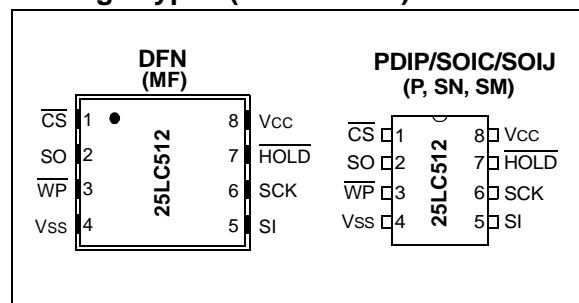 DFN
(MF)
CS 1 8 VCC
SO 2 7 HOLD
WP 3 6 SCK
VSS 4 5 SI
25LC512
PDIP/SOIC/SOIJ
(P, SN, SM)
CS 1 8 VCC
SO 2 7 HOLD
WP 3 6 SCK
VSS 4 5 SI
25LC512